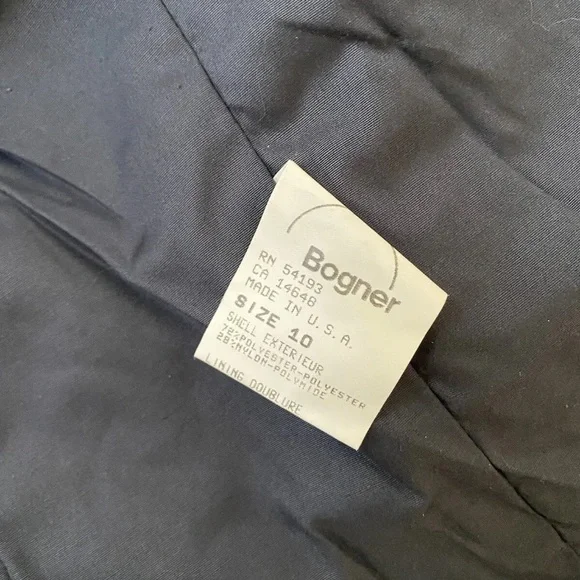 Bogner
RN 54193
CA 14648
MADE IN U.S.A.
SIZE 10
SHELL EXTERIEUR
72%POLYESTER-POLYESTER
28%NYLON-POLYMIDE
LINING DOUBLURE